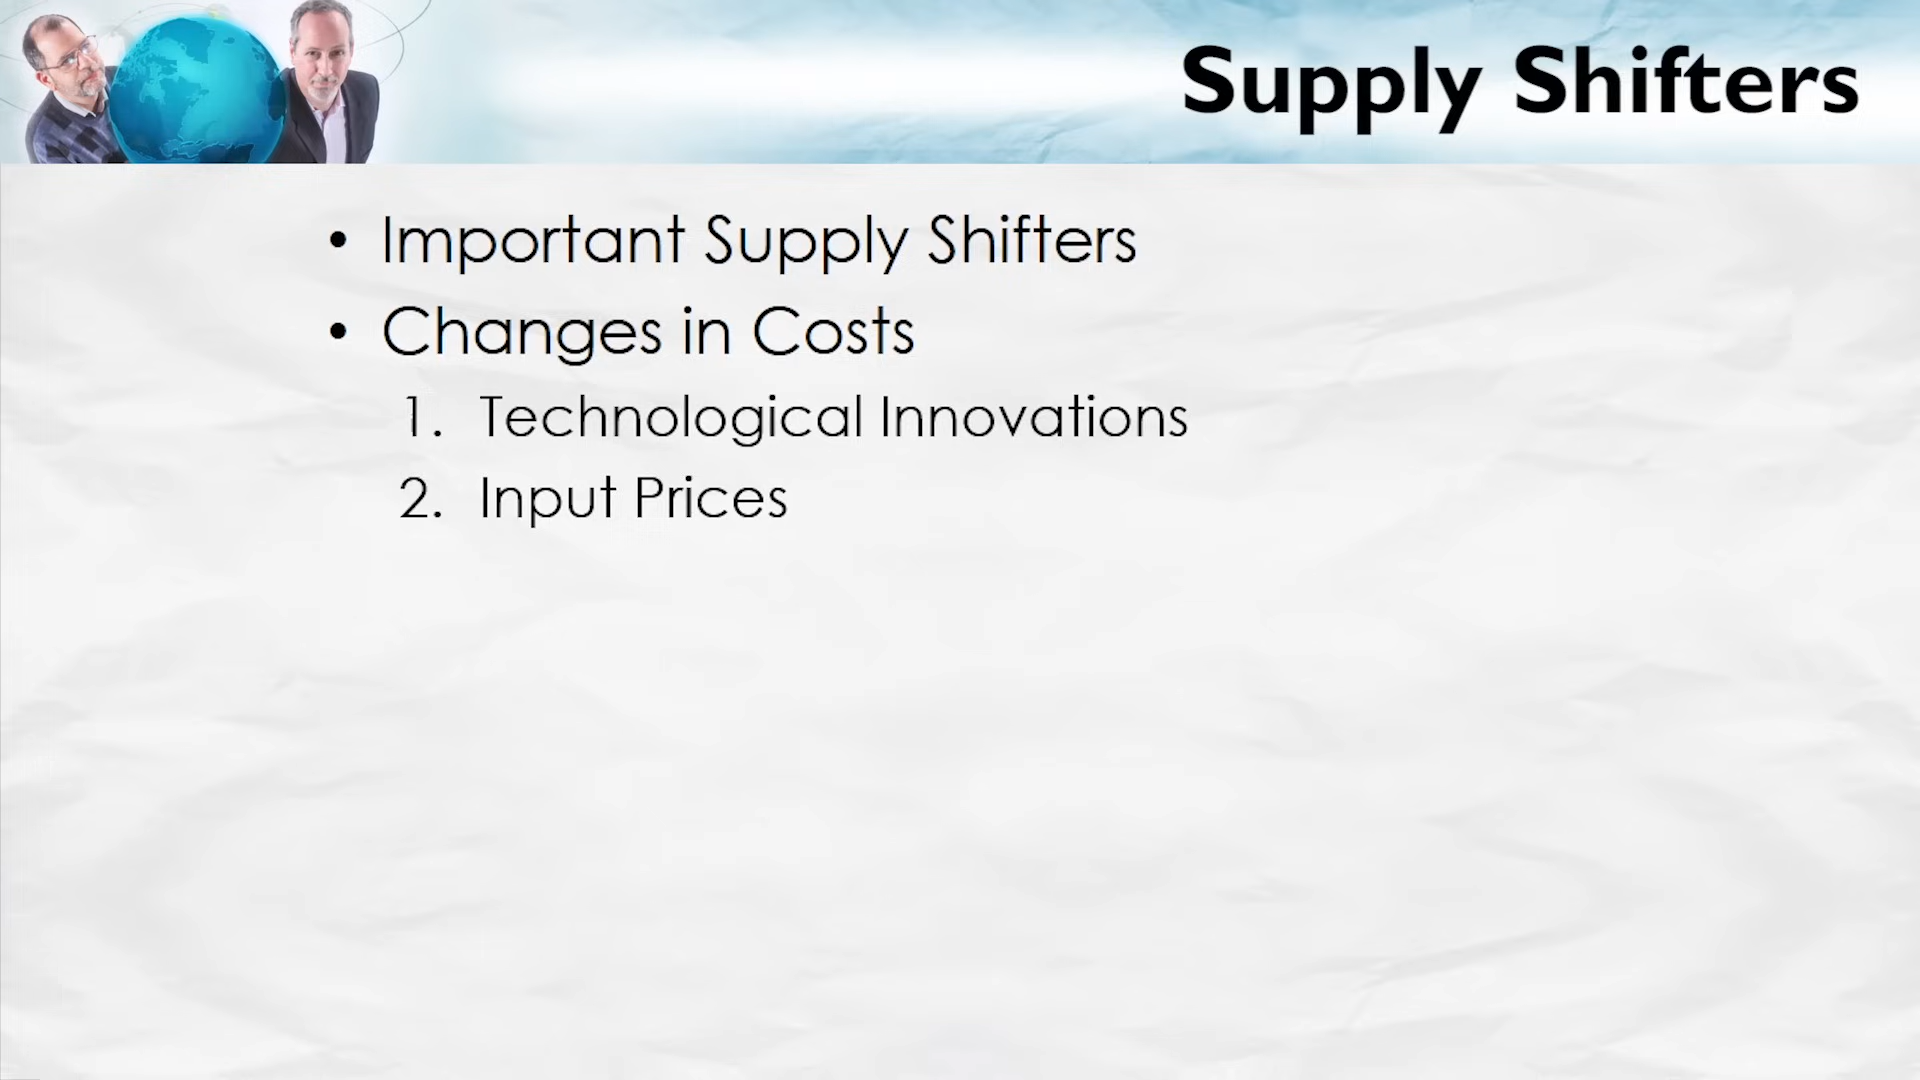 Supply Shifters
• Important Supply Shifters
• Changes in Costs
1. Technological Innovations
2. Input Prices